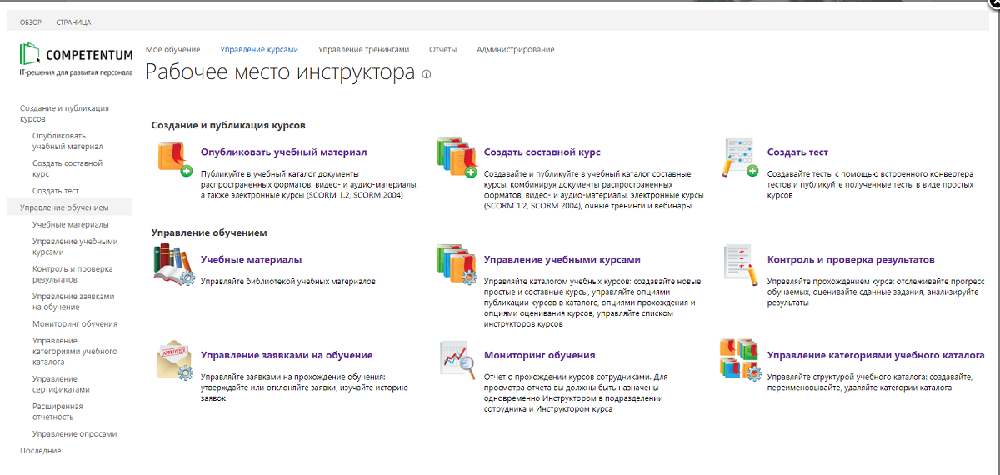 ОБЗОР СТРАНИЦА
COMPETENTUM
IT-решения для развития персонала
Мое обучение Управление курсами Управление тренингами Отчеты Администрирование
Рабочее место инструктора
Создание и публикация
курсов
Опубликовать
учебный материал
Создать составной
курс
Создать тест
Управление обучением
Учебные материалы
Управление учебными
курсами
Контроль и проверка
результатов
Управление заявками
на обучение
Мониторинг обучения
Управление
категориями учебного
каталога
Управление
сертификатами
Расширенная
отчетность
Управление опросами
Последние
Создание и публикация курсов
Опубликовать учебный материал
Публикуйте в учебный каталог документы
распространенных форматов, видео- и аудио-материалы,
а также электронные курсы (SCORM 1.2, SCORM 2004)
Создать составной курс
Создавайте и публикуйте в учебный каталог составные
курсы, комбинируя документы распространенных
форматов, видео- и аудио-материалы, электронные курсы
(SCORM 1.2, SCORM 2004), очные тренинги и вебинары
Создать тест
Создавайте тесты с помощью встроенного конвертера
тестов и публикуйте полученные тесты в виде простых
курсов
Управление обучением
Учебные материалы
Управляйте библиотекой учебных материалов
Управление учебными курсами
Управляйте каталогом учебных курсов: создавайте новые
простые и составные курсы, управляйте опциями
публикации курсов в каталоге, опциями прохождения и
опциями оценивания курсов, управляйте списком
инструкторов курсов
Контроль и проверка результатов
Управляйте прохождением курса: отслеживайте прогресс
обучаемых, оценивайте сданные задания, анализируйте
результаты
APPROVED
Управление заявками на обучение
Управляйте заявками на прохождение обучения:
утверждайте или отклоняйте заявки, изучайте историю
заявок
Мониторинг обучения
Отчет о прохождении курсов сотрудниками. Для
просмотра отчета вы должны быть назначены
одновременно Инструктором в подразделении
сотрудника и Инструктором курса
Управление категориями учебного каталога
Управляйте структурой учебного каталога: создавайте,
переименовывайте, удаляйте категории каталога